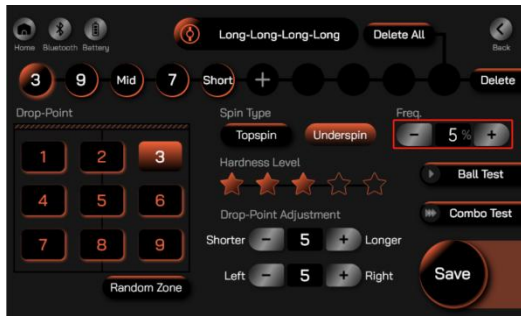 Long-Long-Long-Long
Delete All
Home Bluetooth Battery
Back
3 9 Mid 7 Short +
Delete
Drop-Point
Spin Type
Freq.
Topspin Underspin
- 5 % +
1 2 3
Hardness Level
Ball Test
4 5 6
Drop-Point Adjustment
Combo Test
Shorter - 5 + Longer
7 8 9
Left - 5 + Right
Save
Random Zone